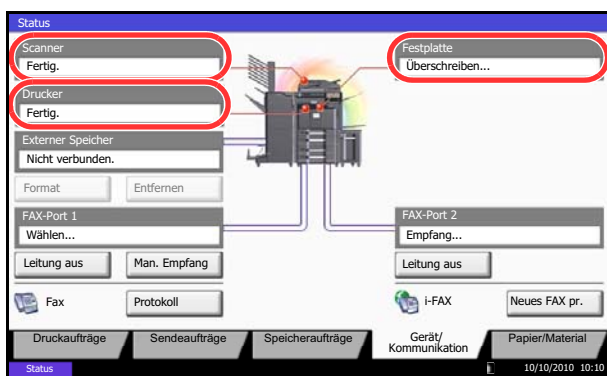 Status
Scanner
Fertig.
Festplatte
Überschreiben...
Drucker
Fertig.
Externer Speicher
Nicht verbunden.
Format
Entfernen
FAX-Port 1
Wählen...
FAX-Port 2
Empfang...
Leitung aus
Man. Empfang
Leitung aus
Fax
Protokoll
i-FAX
Neues FAX pr.
Druckaufträge
Sendeaufträge
Speicheraufträge
Gerät/
Kommunikation
Papier/Material
Status
10/10/2010 10:10